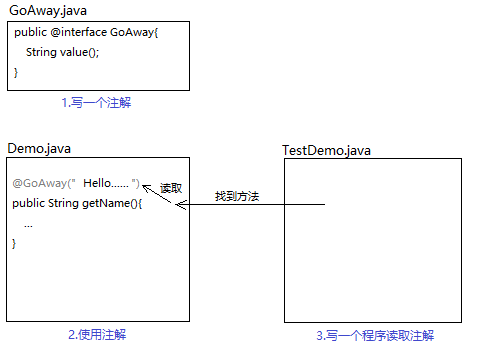 GoAway.java
public @interface GoAway{
String value();
}
1.写一个注解
Demo.java
@GoAway(" Hello...... ")
public String getName(){
...
}
2.使用注解
读取
找到方法
TestDemo.java
3.写一个程序读取注解